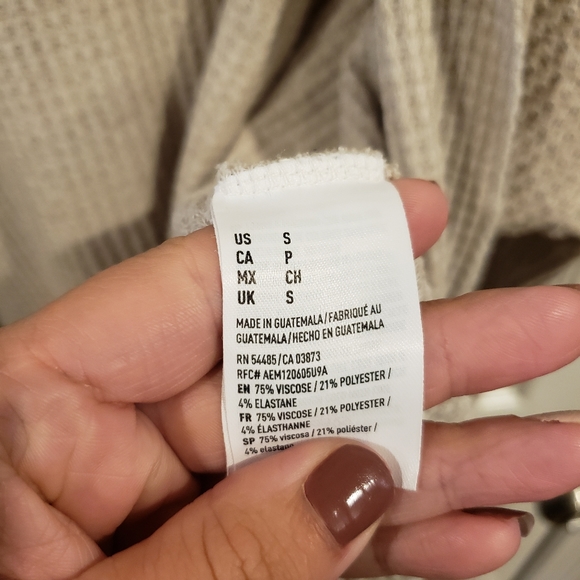 US S
CA P
MX CH
UK S
MADE IN GUATEMALA/FABRIQUÉ AU
GUATEMALA/HECHO EN GUATEMALA
RN 54485/CA 03873
RFC# AEM120605U9A
EN 75% VISCOSE / 21% POLYESTER /
4% ELASTANE
FR 75% VISCOSE / 21% POLYESTER /
4% ÉLASTHANNE
SP 75% viscosa / 21% poliéster /
4% elastano